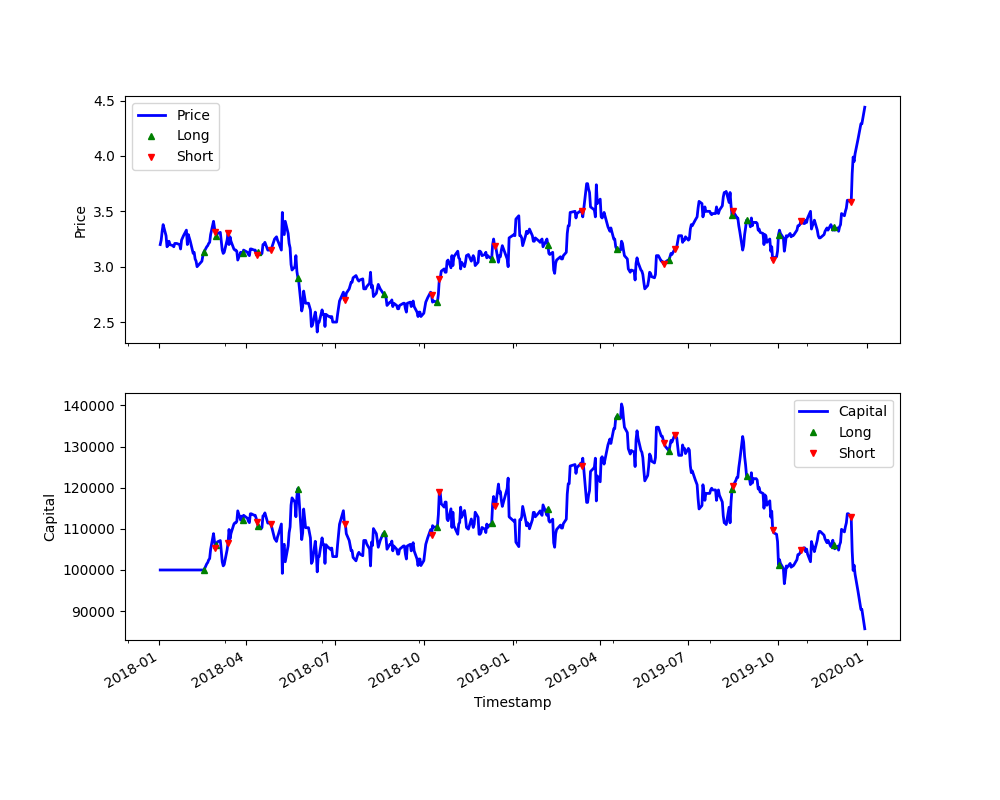 4.5
4.0
3.5
3.0
2.5
Price
Price
Long
Short
140000
130000
120000
110000
100000
90000
Capital
Capital
Long
Short
2018-01
2018-04
2018-07
2018-10
2019-01
2019-04
2019-07
2019-10
2020-01
Timestamp